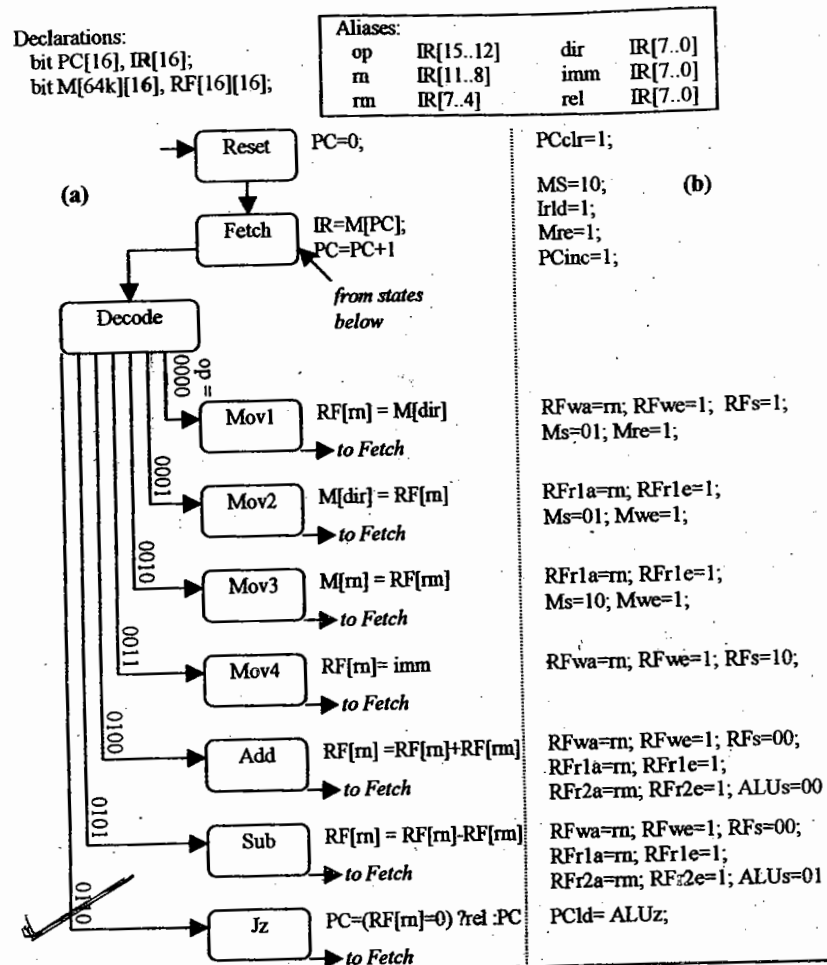 Declarations:
bit PC[16], IR[16];
bit M[64k][16], RF[16][16];
Aliases:
op IR[15..12] dir IR[7..0]
rn IR[11..8] imm IR[7..0]
rm IR[7..4] rel IR[7..0]
Reset PC=0; PCclr=1;
(a) (b)
Fetch IR=M[PC];
PC=PC+1
MS=10;
Irld=1;
Mre=1;
PCinc=1;
from states
below
Decode
op =
0000
Mov1 RF[rn] = M[dir] RFwa=rn; RFwe=1; RFs=1;
to Fetch Ms=01; Mre=1;
0001
Mov2 M[dir] = RF[rn] RFr1a=rn; RFr1e=1;
to Fetch Ms=01; Mwe=1;
0010
Mov3 M[rn] = RF[rm] RFr1a=rn; RFr1e=1;
to Fetch Ms=10; Mwe=1;
0011
Mov4 RF[rn]= imm RFwa=rn; RFwe=1; RFs=10;
to Fetch
0100
Add RF[rn] =RF[rn]+RF[rm] RFwa=rn; RFwe=1; RFs=00;
to Fetch RFr1a=rn; RFr1e=1;
RFr2a=rm; RFr2e=1; ALUs=00
0101
Sub RF[rn] = RF[rn]-RF[rm] RFwa=rn; RFwe=1; RFs=00;
to Fetch RFr1a=rn; RFr1e=1;
RFr2a=rm; RFr2e=1; ALUs=01
0110
Jz PC=(RF[rn]=0) ?rel :PC PCld= ALUz;
to Fetch